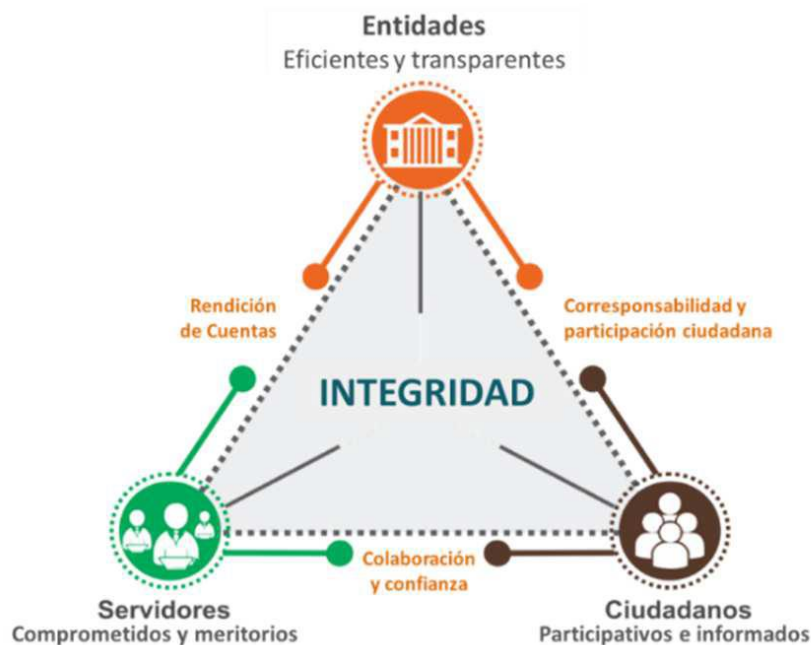 Entidades
Eficientes y transparentes
Rendición
de Cuentas
Corresponsabilidad y
participación ciudadana
INTEGRIDAD
Colaboración
y confianza
Servidores
Comprometidos y meritorios
Ciudadanos
Participativos e informados